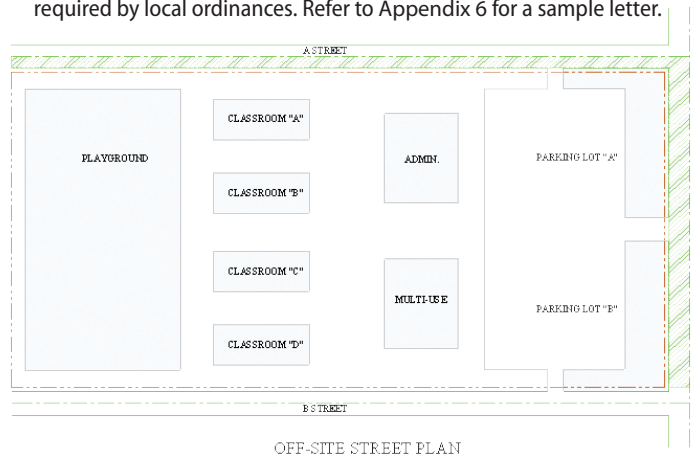 required by local ordinances. Refer to Appendix 6 for a sample letter.
A STREET
CLASSROOM "A"
PLAYGROUND
ADMIN.
PARKING LOT "A"
CLASSROOM "B"
CLASSROOM "C"
MULTI-USE
PARKING LOT "B"
CLASSROOM "D"
B STREET
OFF-SITE STREET PLAN